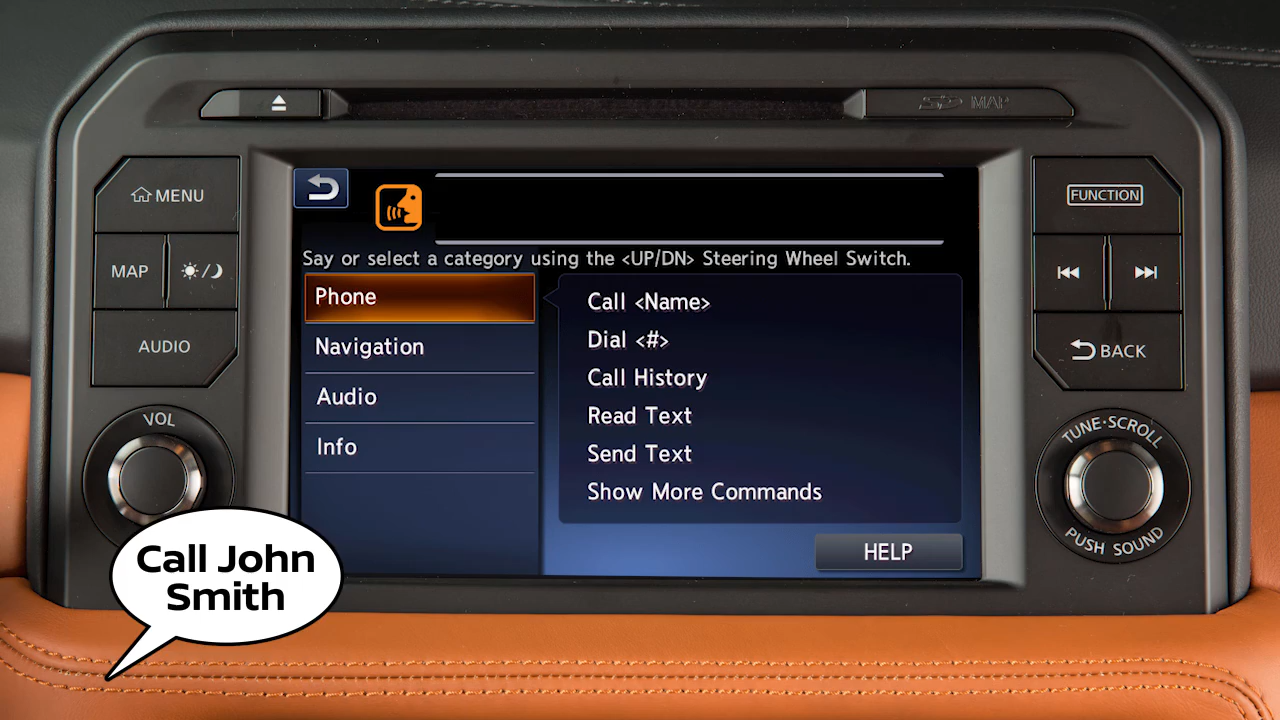 SD MAP
MENU
MAP
AUDIO
VOL
Say or select a category using the <UP/DN> Steering Wheel Switch.
Phone
Navigation
Audio
Info
Call <Name>
Dial <#>
Call History
Read Text
Send Text
Show More Commands
HELP
FUNCTION
BACK
TUNE·SCROLL
PUSH SOUND
Call John
Smith